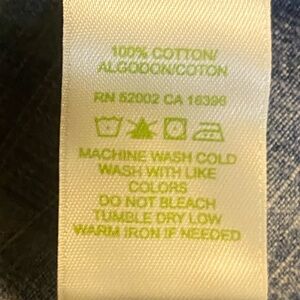 100% COTTON/
ALGODON/COTON
RN 52002 CA 16396
MACHINE WASH COLD
WASH WITH LIKE
COLORS
DO NOT BLEACH
TUMBLE DRY LOW
WARM IRON IF NEEDED